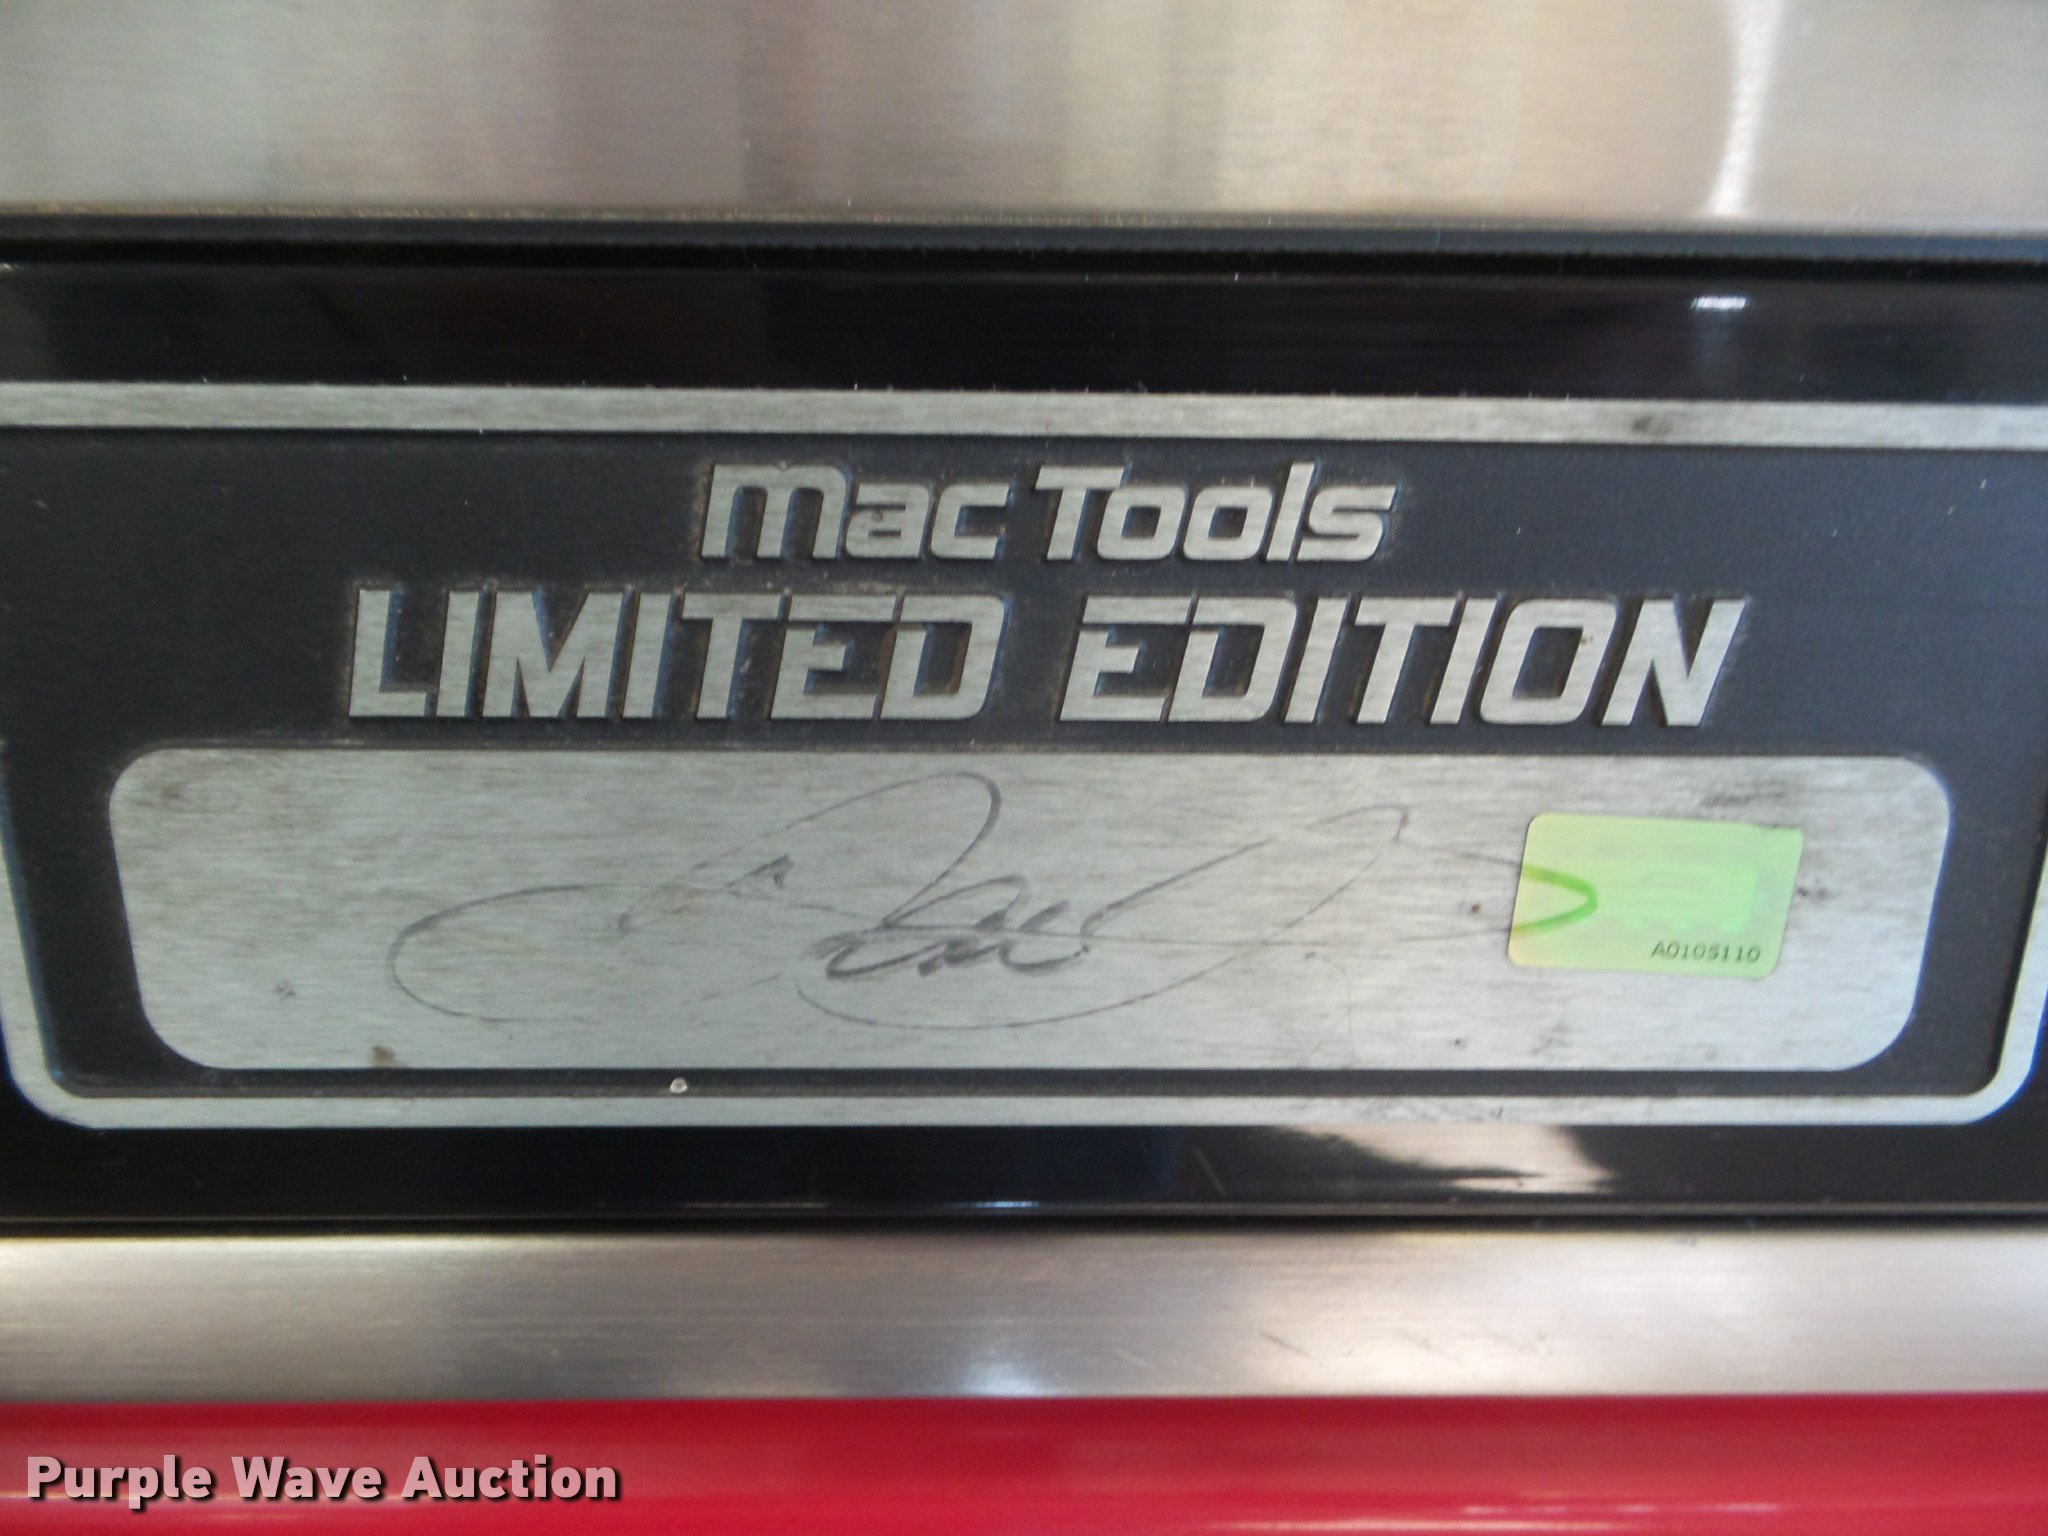 mac Tools
LIMITED EDITION
A0105110
Purple Wave Auction